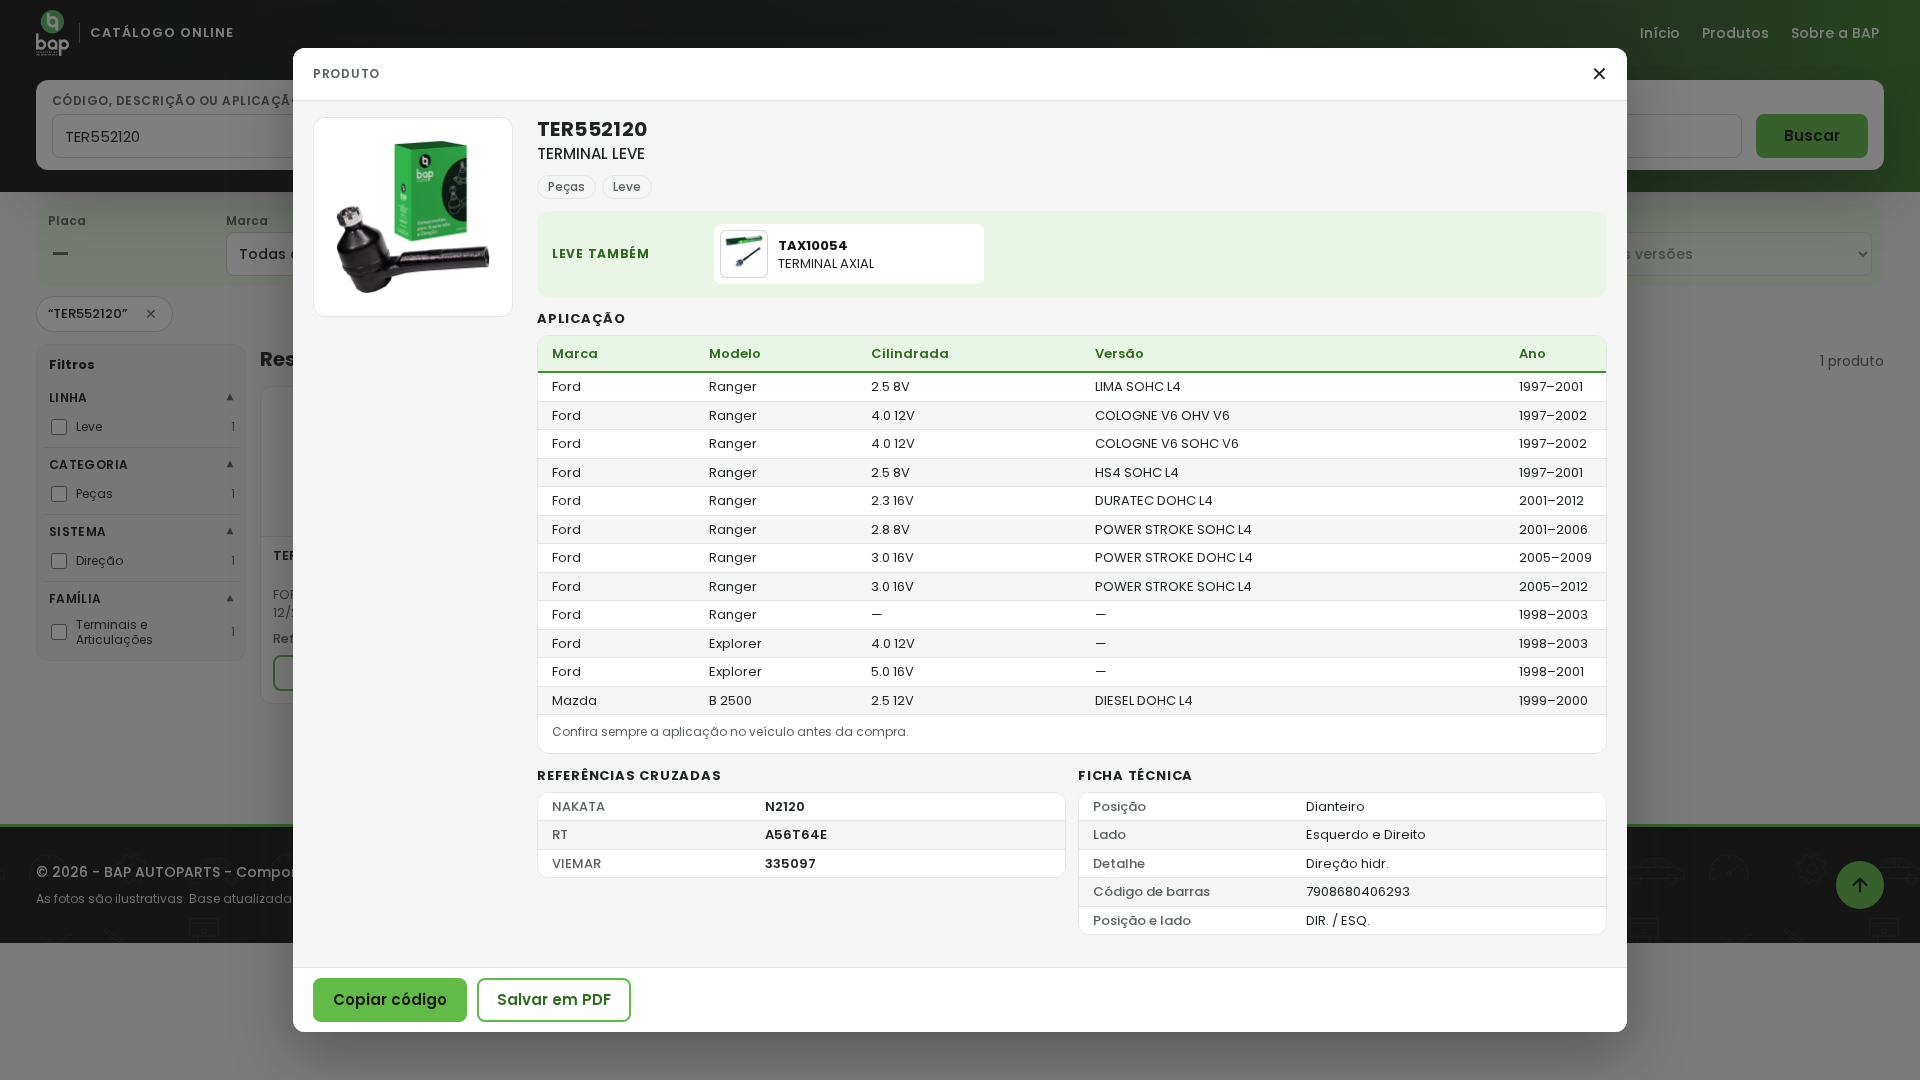 bap
CATÁLOGO ONLINE
Início
Produtos
Sobre a BAP
CÓDIGO, DESCRIÇÃO OU APLICAÇÃO
TER552120
Buscar
Placa
Marca
—
Todas
versões
“TER552120” ✕
Filtros
LINHA
Leve 1
CATEGORIA
Peças 1
SISTEMA
Direção 1
FAMÍLIA
Terminais e
Articulações 1
1 produto
PRODUTO ✕
bap
TER552120
TERMINAL LEVE
Peças
Leve
LEVE TAMBÉM
TAX10054
TERMINAL AXIAL
APLICAÇÃO
Marca Modelo Cilindrada Versão Ano
Ford Ranger 2.5 8V LIMA SOHC L4 1997–2001
Ford Ranger 4.0 12V COLOGNE V6 OHV V6 1997–2002
Ford Ranger 4.0 12V COLOGNE V6 SOHC V6 1997–2002
Ford Ranger 2.5 8V HS4 SOHC L4 1997–2001
Ford Ranger 2.3 16V DURATEC DOHC L4 2001–2012
Ford Ranger 2.8 8V POWER STROKE SOHC L4 2001–2006
Ford Ranger 3.0 16V POWER STROKE DOHC L4 2005–2009
Ford Ranger 3.0 16V POWER STROKE SOHC L4 2005–2012
Ford Ranger — — 1998–2003
Ford Explorer 4.0 12V — 1998–2003
Ford Explorer 5.0 16V — 1998–2001
Mazda B 2500 2.5 12V DIESEL DOHC L4 1999–2000
Confira sempre a aplicação no veículo antes da compra.
REFERÊNCIAS CRUZADAS
NAKATA N2120
RT A56T64E
VIEMAR 335097
FICHA TÉCNICA
Posição Dianteiro
Lado Esquerdo e Direito
Detalhe Direção hidr.
Código de barras 7908680406293
Posição e lado DIR. / ESQ.
© 2026 - BAP AUTOPARTS -
As fotos são ilustrativas. Base atualizada
Copiar código
Salvar em PDF